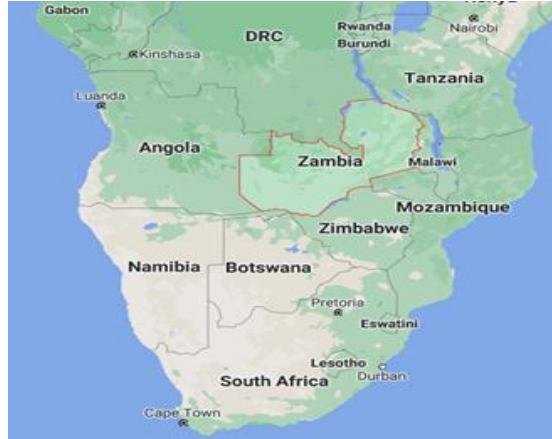 Gabon
DRC
Rwanda
Burundi
Nairobi
Kinshasa
Tanzania
Luanda
Angola
Zambia
Malawi
Mozambique
Zimbabwe
Namibia
Botswana
Pretoria
Eswatini
Lesotho
Durban
South Africa
Cape Town